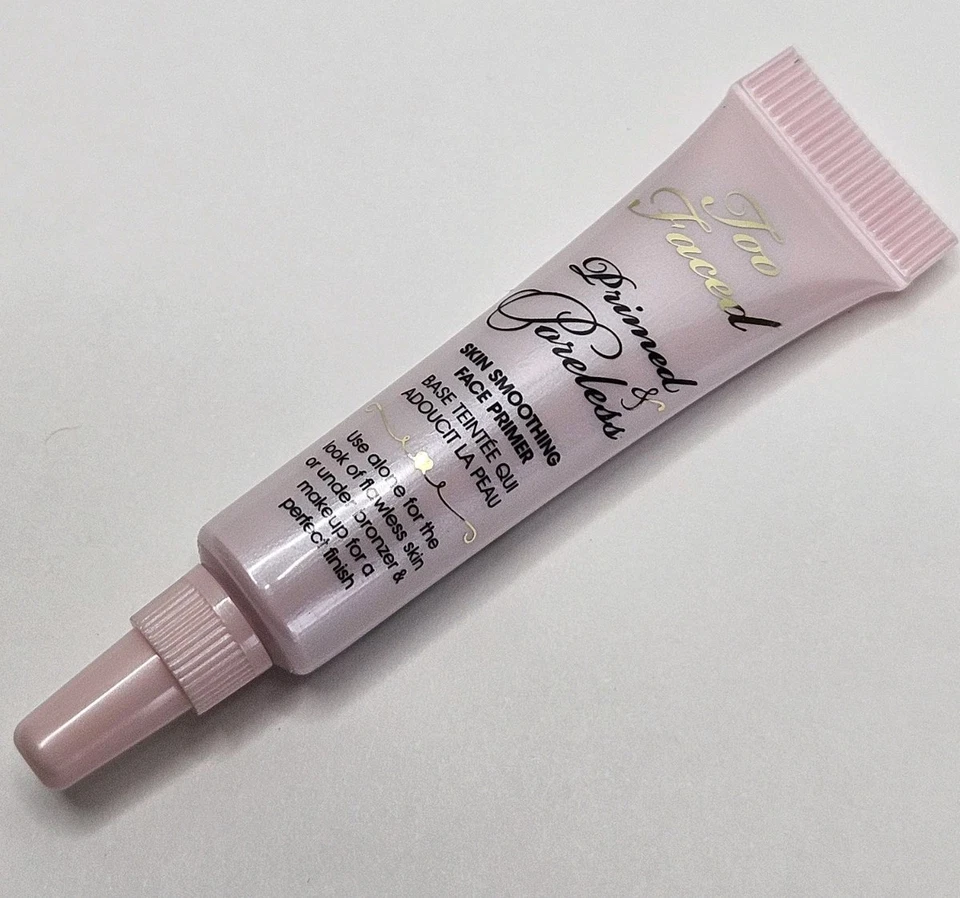 Too
Faced
Primed &
Poreless
SKIN SMOOTHING
FACE PRIMER
BASE TEINTÉE QUI
ADOUCIT LA PEAU
Use alone for the
look of flawless skin
or under bronzer &
makeup for a
perfect finish